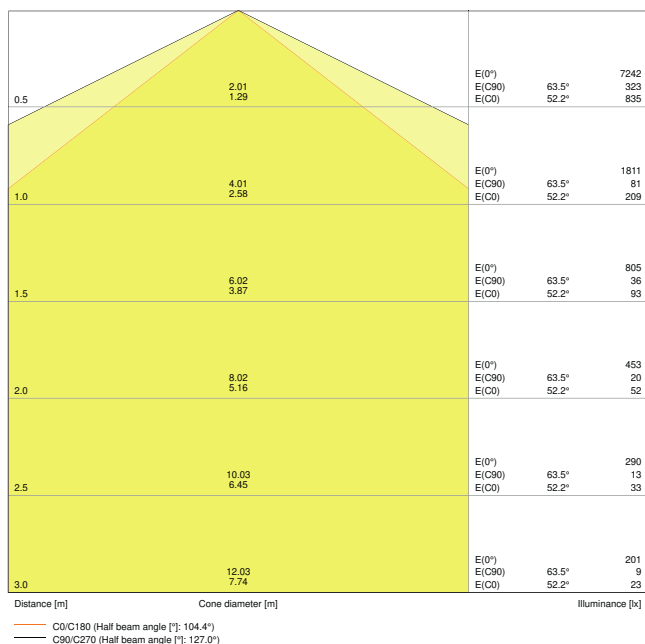 E(0°) 7242
2.01 E(C90) 63.5° 323
0.5 1.29 E(C0) 52.2° 835
E(0°) 1811
4.01 E(C90) 63.5° 81
1.0 2.58 E(C0) 52.2° 209
E(0°) 805
6.02 E(C90) 63.5° 36
1.5 3.87 E(C0) 52.2° 93
E(0°) 453
8.02 E(C90) 63.5° 20
2.0 5.16 E(C0) 52.2° 52
E(0°) 290
10.03 E(C90) 63.5° 13
2.5 6.45 E(C0) 52.2° 33
E(0°) 201
12.03 E(C90) 63.5° 9
3.0 7.74 E(C0) 52.2° 23
Distance [m] Cone diameter [m] Illuminance [lx]
C0/C180 (Half beam angle [°]: 104.4°)
C90/C270 (Half beam angle [°]: 127.0°)